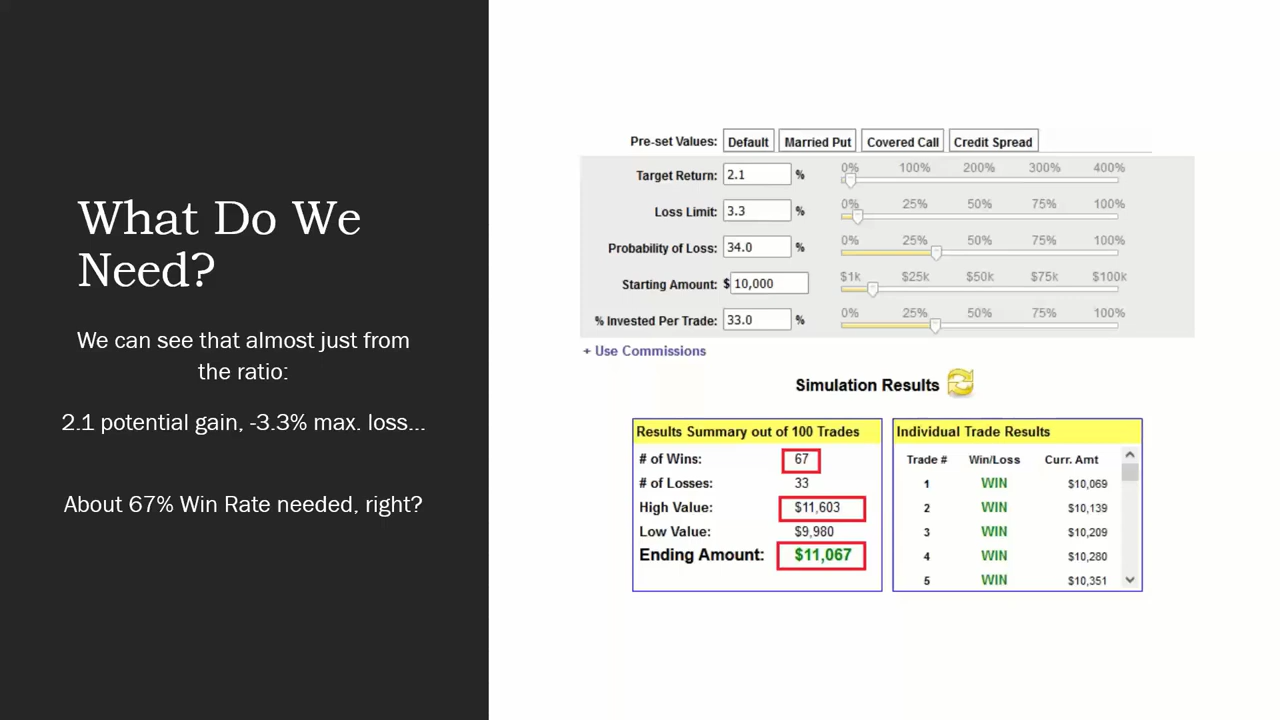 What Do We
Need?
We can see that almost just from
the ratio:
2.1 potential gain, -3.3% max. loss...
About 67% Win Rate needed, right?
Pre-set Values: Default Married Put Covered Call Credit Spread
Target Return: 2.1 % 0% 100% 200% 300% 400%
Loss Limit: 3.3 % 0% 25% 50% 75% 100%
Probability of Loss: 34.0 % 0% 25% 50% 75% 100%
Starting Amount: $ 10,000 $1k $25k $50k $75k $100k
% Invested Per Trade: 33.0 % 0% 25% 50% 75% 100%
+ Use Commissions
Simulation Results
Results Summary out of 100 Trades
# of Wins: 67
# of Losses: 33
High Value: $11,603
Low Value: $9,980
Ending Amount: $11,067
Individual Trade Results
Trade # Win/Loss Curr. Amt
1 WIN $10,069
2 WIN $10,139
3 WIN $10,209
4 WIN $10,280
5 WIN $10,351